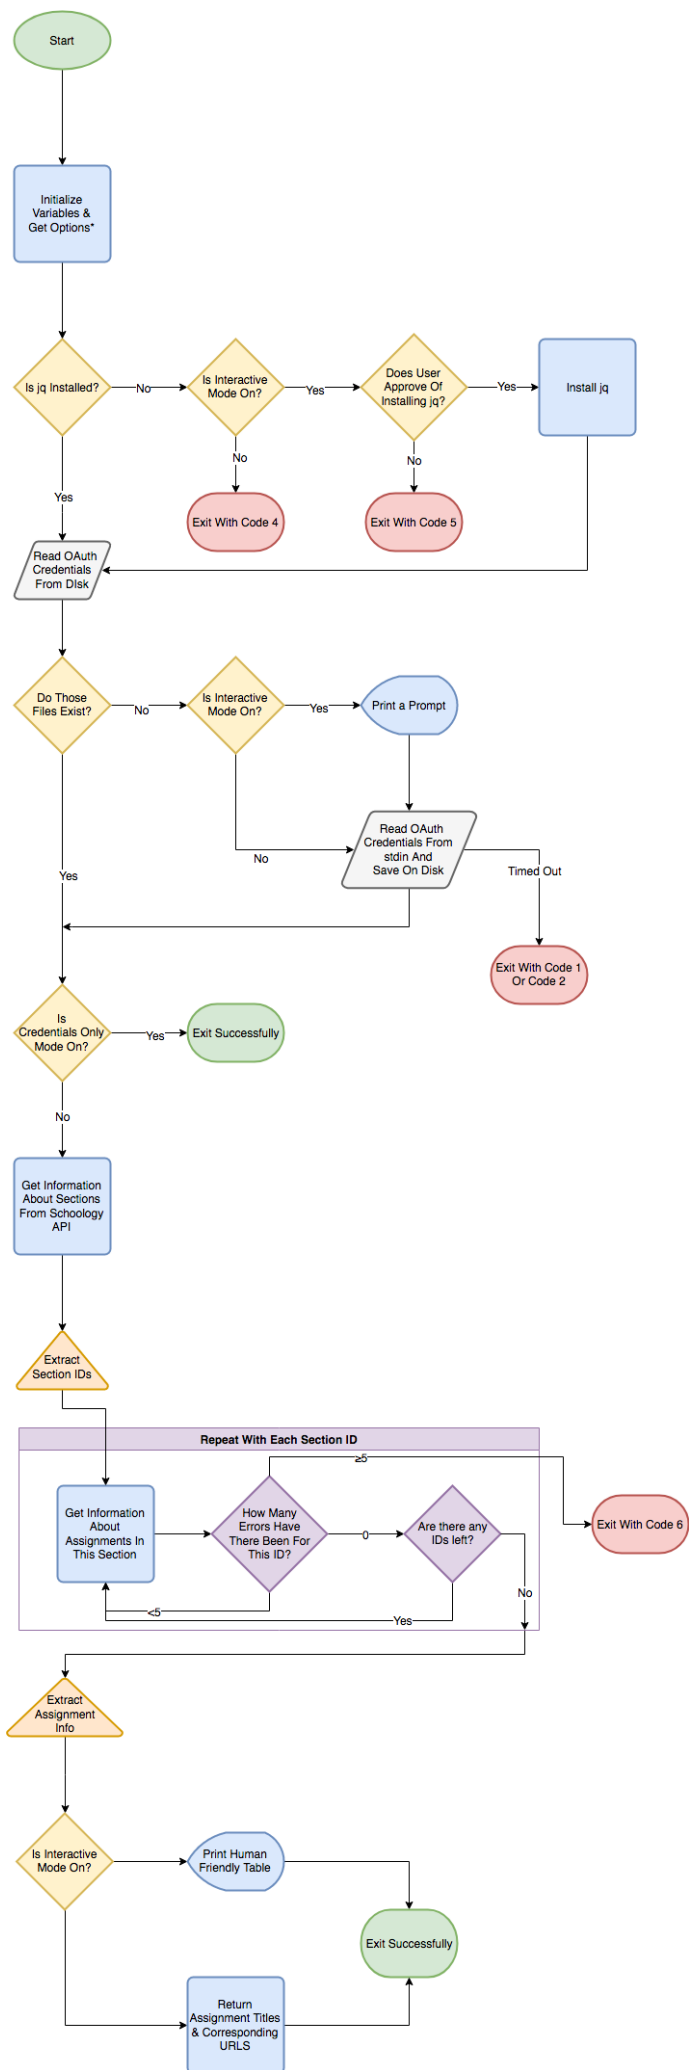 Start
Initialize
Variables &
Get Options*
Is jq Installed?
No
Is Interactive
Mode On?
Yes
Does User
Approve Of
Installing jq?
Yes
Install jq
No
No
Yes
Exit With Code 4
Exit With Code 5
Read OAuth
Credentials
From DIsk
Do Those
Files Exist?
No
Is Interactive
Mode On?
Yes
Print a Prompt
Read OAuth
Credentials From
stdin And
Save On Disk
No
Timed Out
Yes
Exit With Code 1
Or Code 2
Is
Credentials Only
Mode On?
Yes
Exit Successfully
No
Get Information
About Sections
From Schoology
API
Extract
Section IDs
Repeat With Each Section ID
≥5
Get Information
About
Assignments In
This Section
How Many
Errors Have
There Been For
This ID?
0
Are there any
IDs left?
Exit With Code 6
No
<5
Yes
Extract
Assignment
Info
Is Interactive
Mode On?
Print Human
Friendly Table
Exit Successfully
Return
Assignment Titles
& Corresponding
URLS